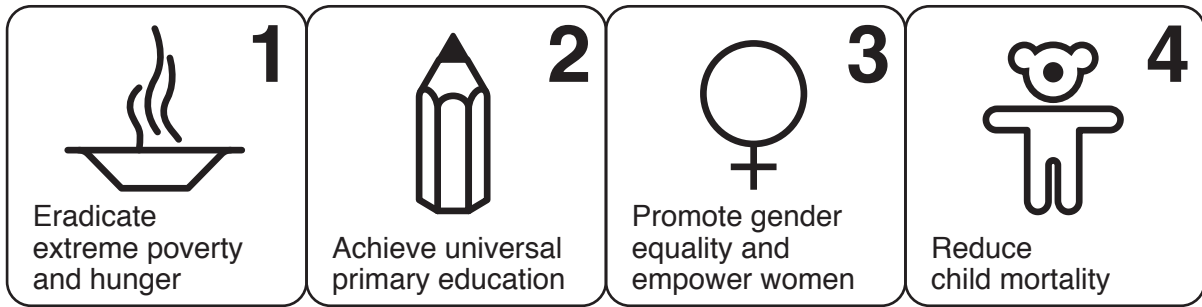 1
Eradicate
extreme poverty
and hunger
2
Achieve universal
primary education
3
Promote gender
equality and
empower women
4
Reduce
child mortality